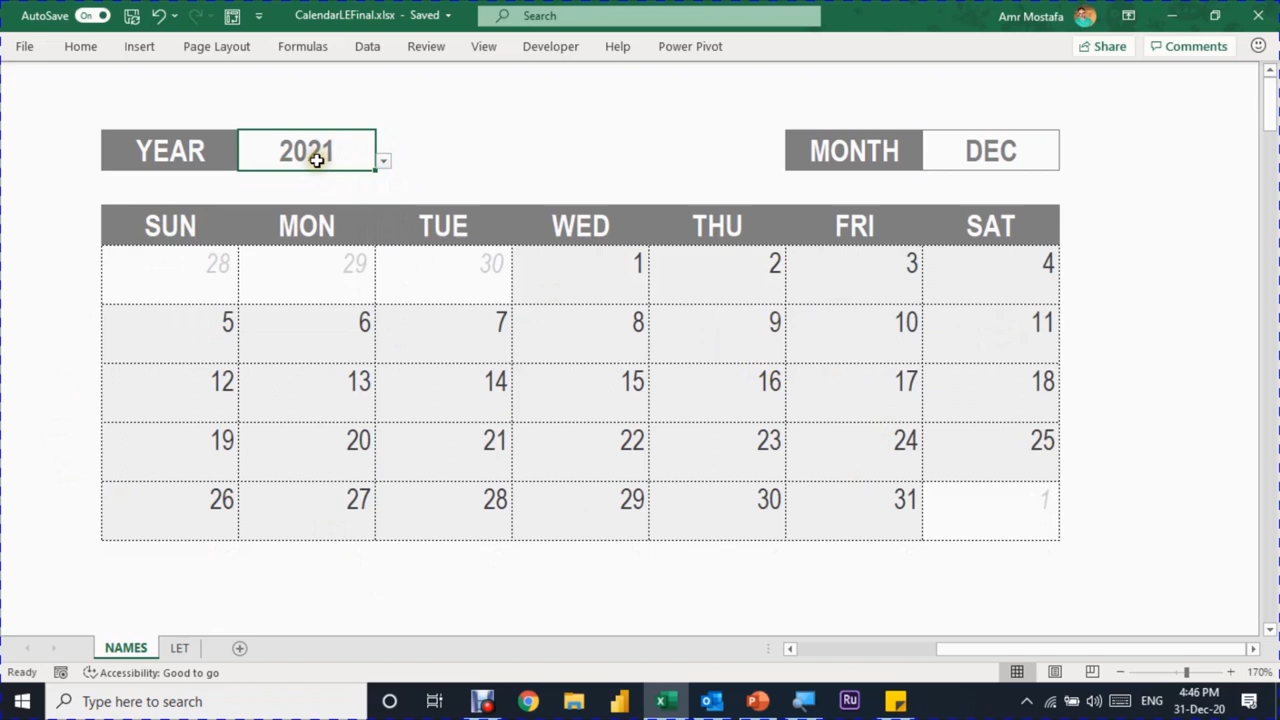 AutoSave On CalendarLEFinal.xlsx - Saved Search Amr Mostafa
File Home Insert Page Layout Formulas Data Review View Developer Help Power Pivot Share Comments
YEAR 2021 MONTH DEC
SUN MON TUE WED THU FRI SAT
28 29 30 1 2 3 4
5 6 7 8 9 10 11
12 13 14 15 16 17 18
19 20 21 22 23 24 25
26 27 28 29 30 31 1
NAMES LET
Ready Accessibility: Good to go 170%
Type here to search Ru ENG 4:46 PM
31-Dec-20